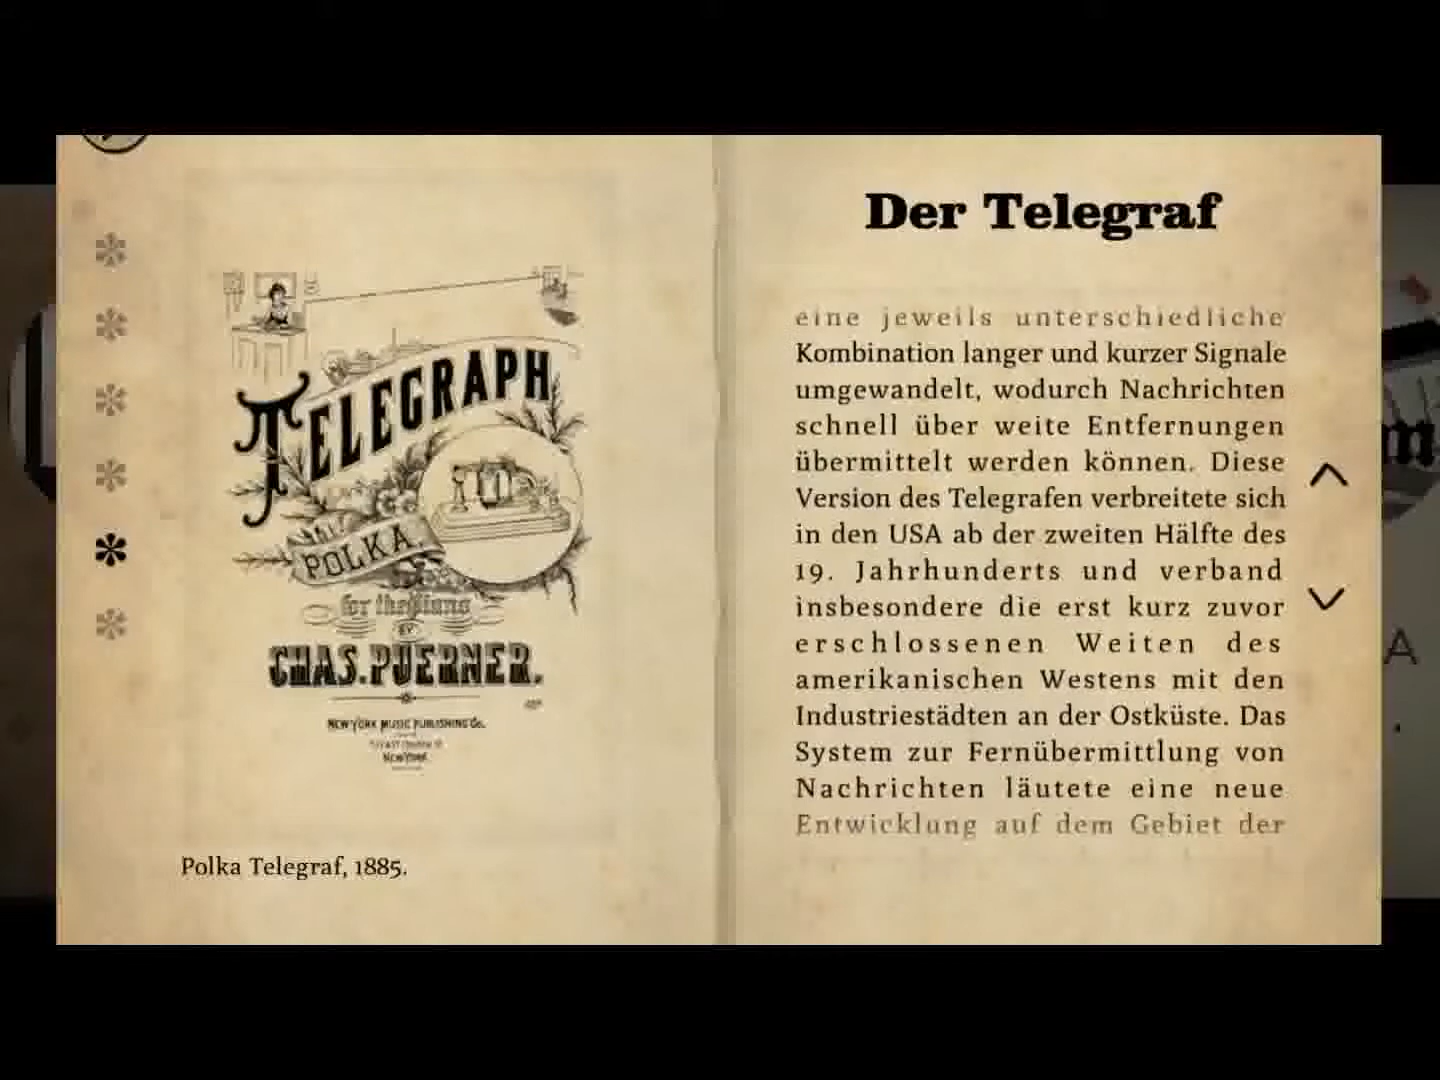 TELEGRAPH
POLKA
for the Piano
BY
CHAS. PUERNER.
NEW YORK MUSIC PUBLISHING Co.
NEW YORK
Polka Telegraf, 1885.
Der Telegraf
eine jeweils unterschiedliche
Kombination langer und kurzer Signale
umgewandelt, wodurch Nachrichten
schnell über weite Entfernungen
übermittelt werden können. Diese
Version des Telegrafen verbreitete sich
in den USA ab der zweiten Hälfte des
19. Jahrhunderts und verband
insbesondere die erst kurz zuvor
erschlossenen Weiten des
amerikanischen Westens mit den
Industriestädten an der Ostküste. Das
System zur Fernübermittlung von
Nachrichten läutete eine neue
Entwicklung auf dem Gebiet der
m
A